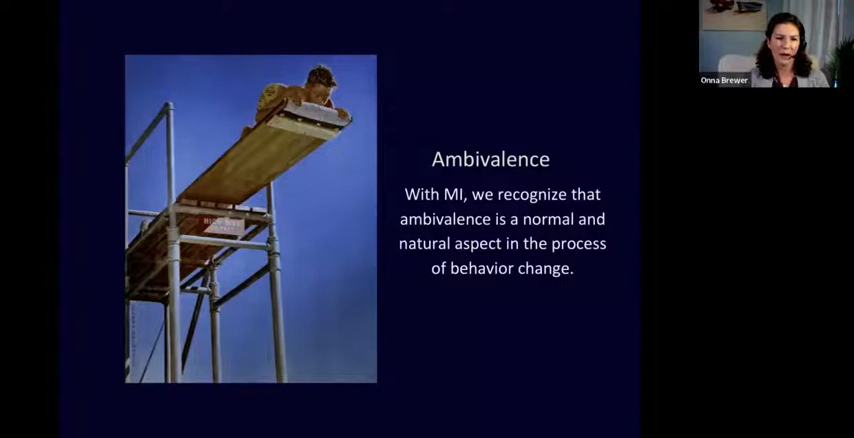 Onna Brewer
Ambivalence
With MI, we recognize that
ambivalence is a normal and
natural aspect in the process
of behavior change.